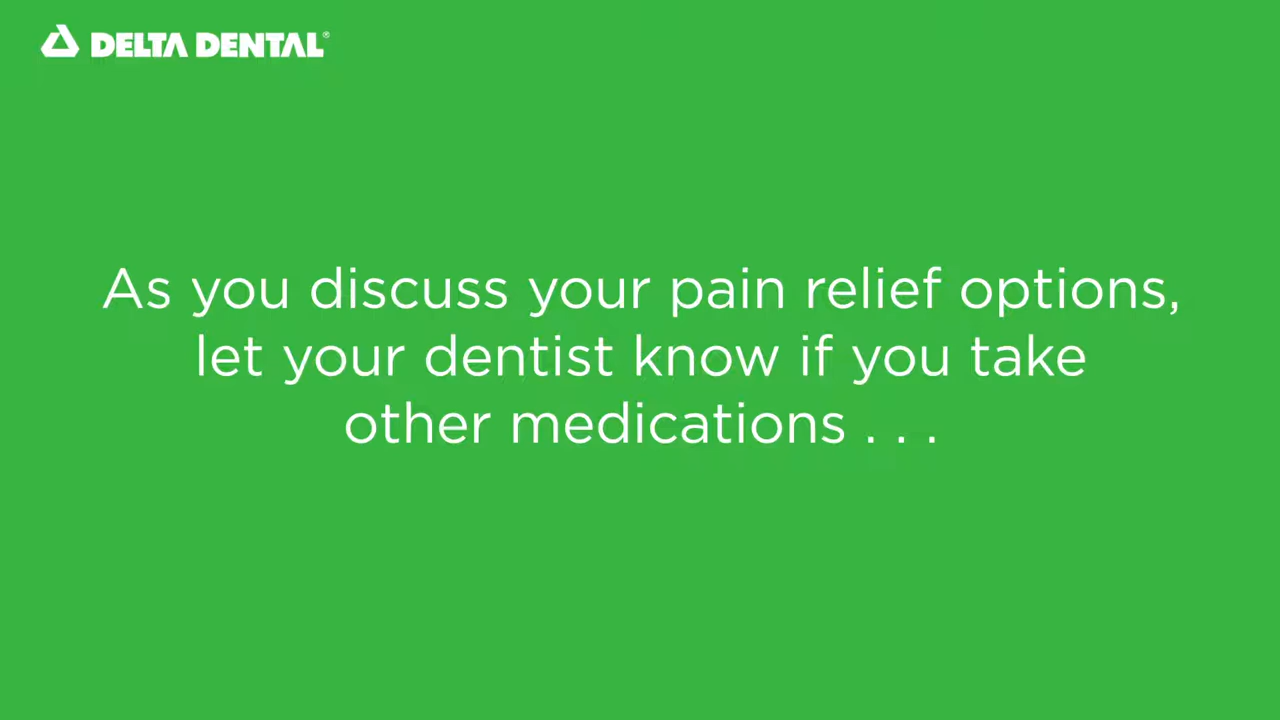 DELTA DENTAL®
As you discuss your pain relief options,
let your dentist know if you take
other medications . . .